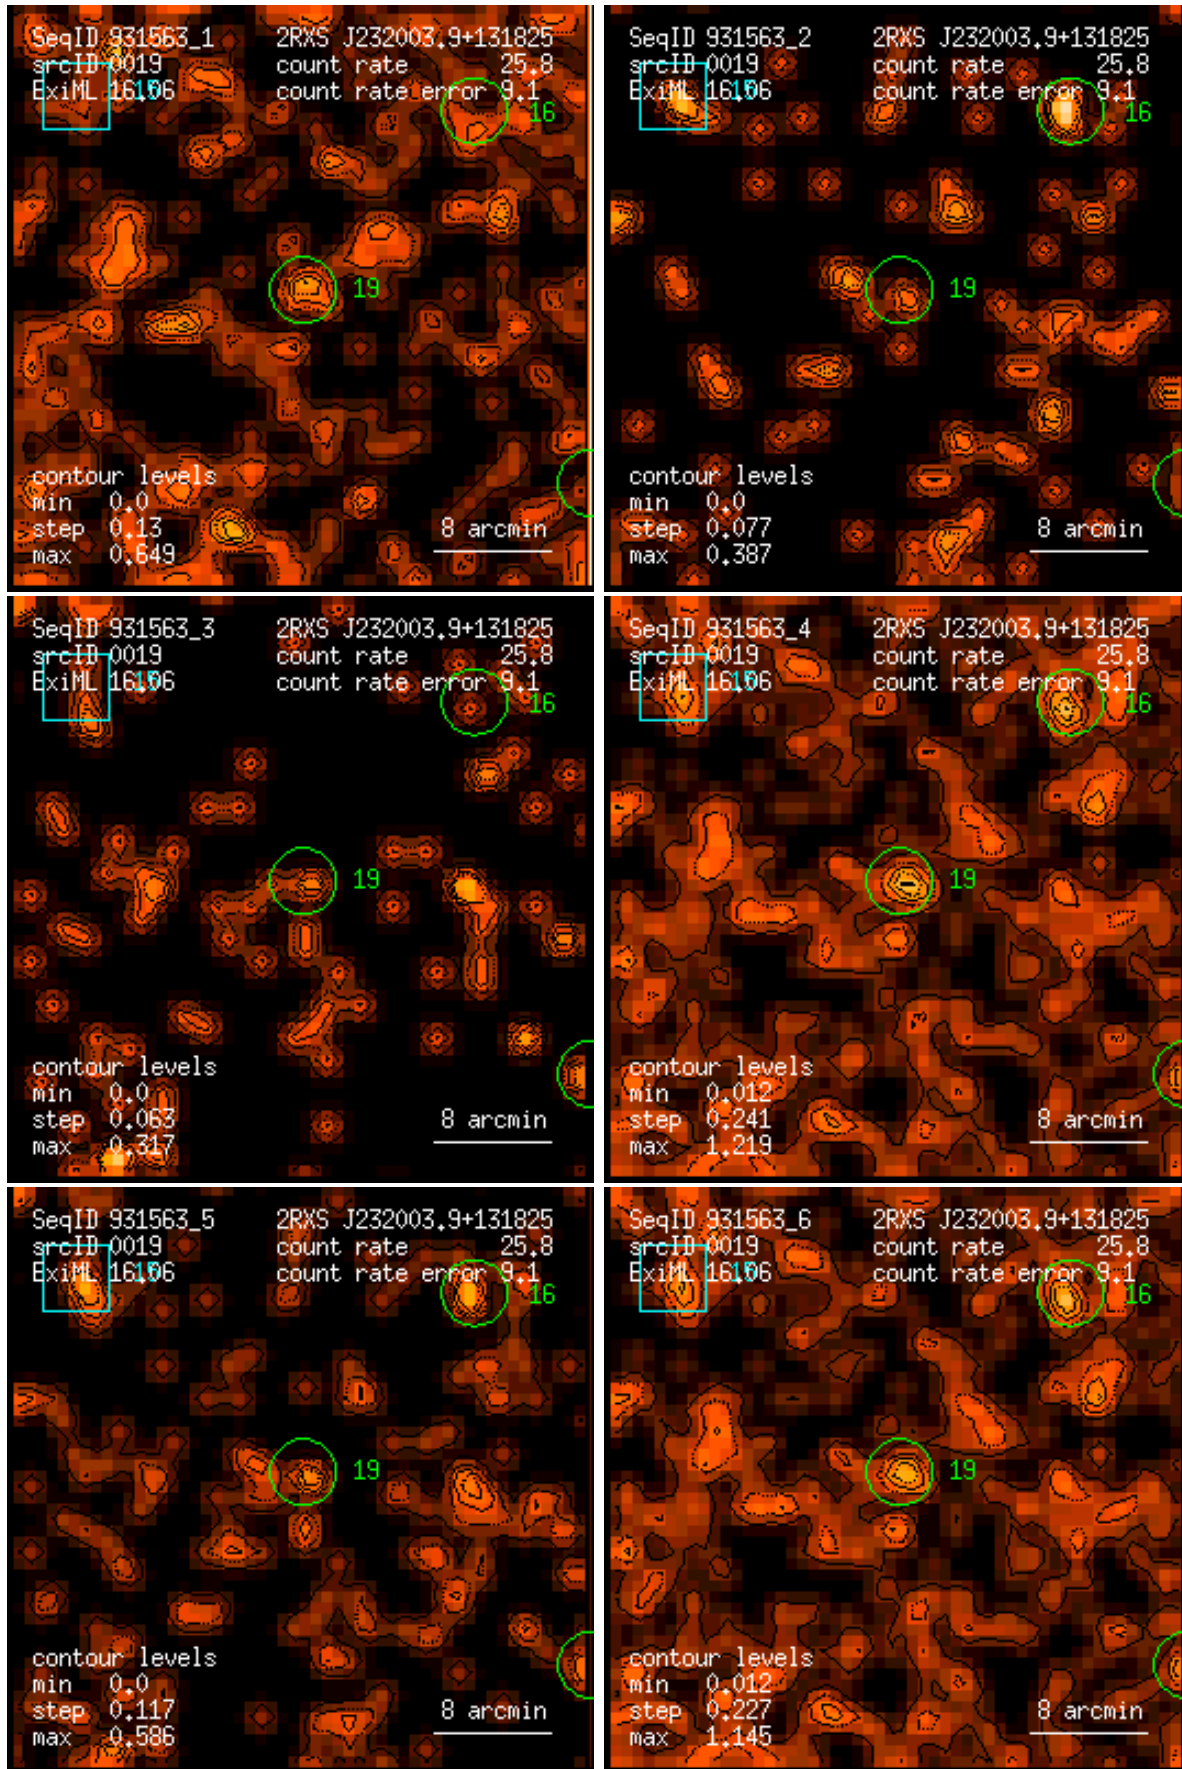 SeqID 931563_1 2RXS J232003.9+131825
srcID 0019 count rate 25.8
ExiML 16.06 count rate error 9.1
16
19
contour levels
min 0.0
step 0.13 8 arcmin
max 0.649
SeqID 931563_2 2RXS J232003.9+131825
srcID 0019 count rate 25.8
ExiML 16.06 count rate error 9.1
16
19
contour levels
min 0.0
step 0.077 8 arcmin
max 0.387
SeqID 931563_3 2RXS J232003.9+131825
srcID 0019 count rate 25.8
ExiML 16.06 count rate error 9.1
16
19
contour levels
min 0.0
step 0.063 8 arcmin
max 0.317
SeqID 931563_4 2RXS J232003.9+131825
srcID 0019 count rate 25.8
ExiML 16.06 count rate error 9.1
16
19
contour levels
min 0.012
step 0.241 8 arcmin
max 1.219
SeqID 931563_5 2RXS J232003.9+131825
srcID 0019 count rate 25.8
ExiML 16.06 count rate error 9.1
16
19
contour levels
min 0.0
step 0.117 8 arcmin
max 0.586
SeqID 931563_6 2RXS J232003.9+131825
srcID 0019 count rate 25.8
ExiML 16.06 count rate error 9.1
16
19
contour levels
min 0.012
step 0.227 8 arcmin
max 1.145